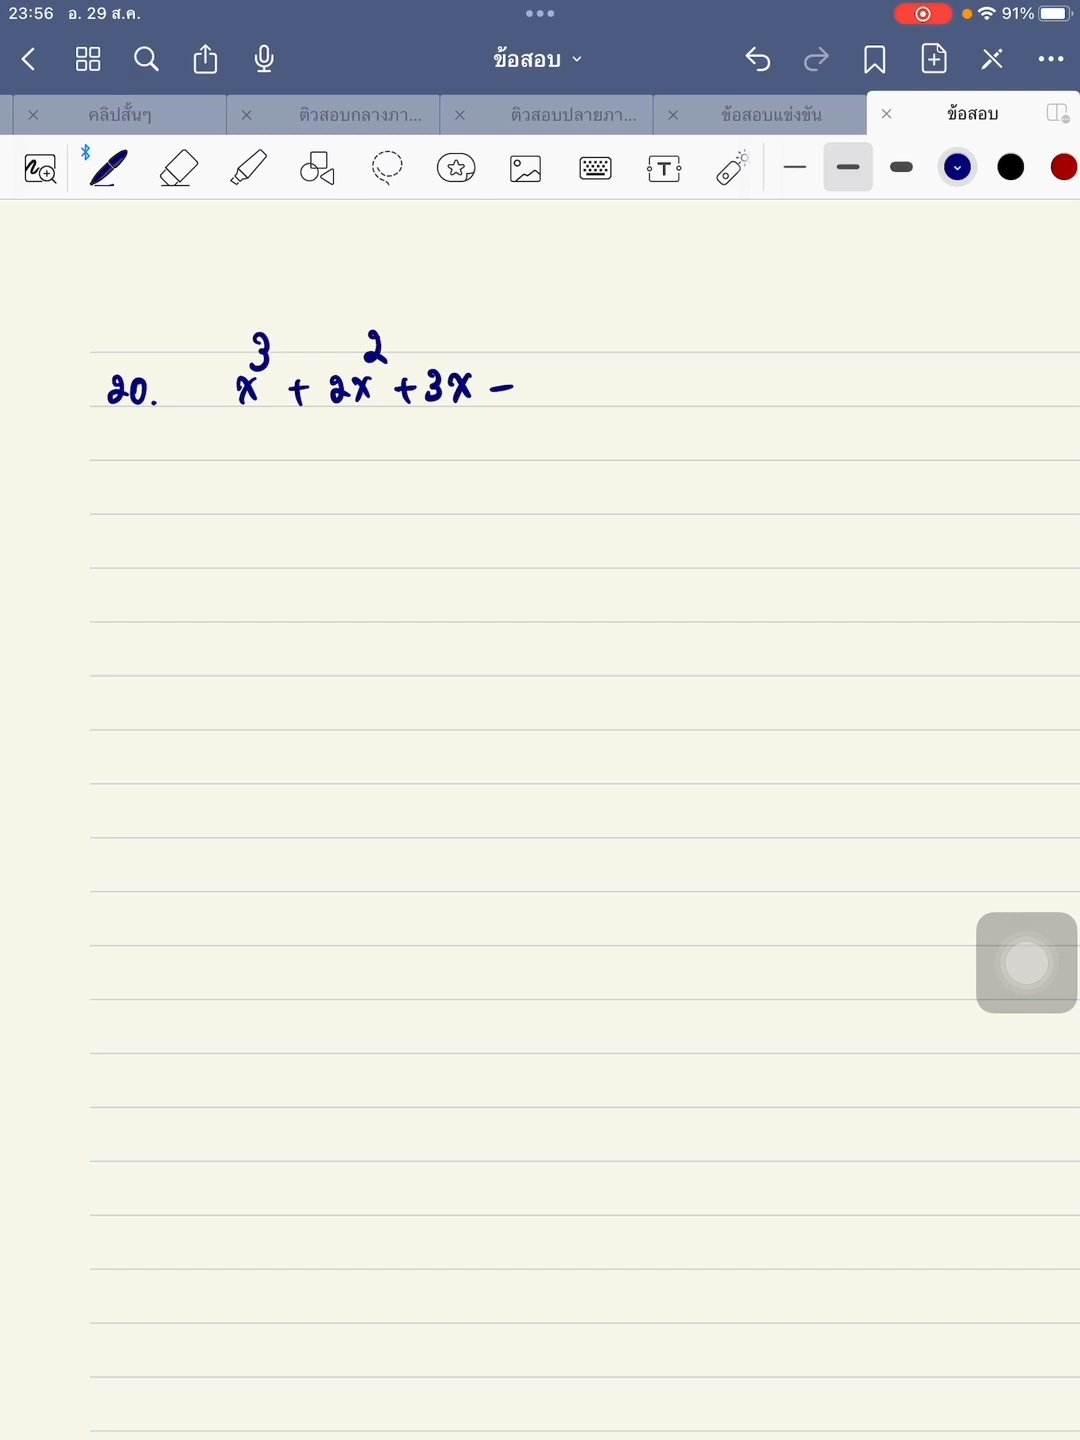 23:56 อ. 29 ส.ค. 91%
ข้อสอบ
คลิปสั้นๆ ติวสอบกลางภา... ติวสอบปลายภา... ข้อสอบแข่งขัน ข้อสอบ
20. x³ + 2x² + 3x −